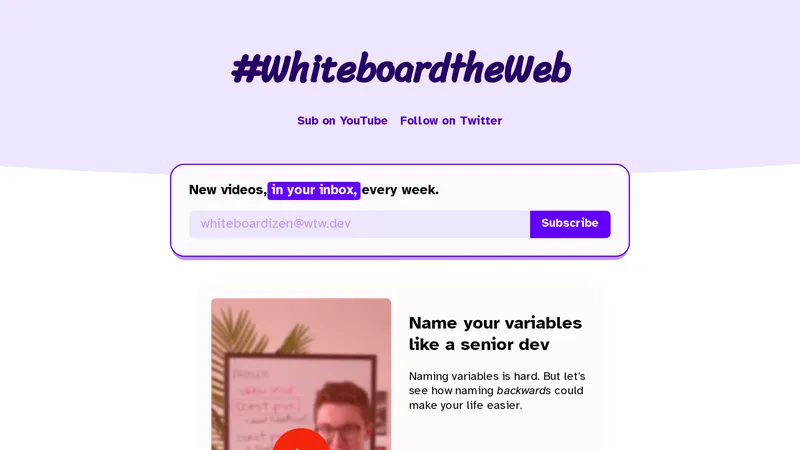 #WhiteboardtheWeb
Sub on YouTube Follow on Twitter
New videos, in your inbox, every week.
whiteboardizen@wtw.dev
Subscribe
Name your variables
like a senior dev
Naming variables is hard. But let's
see how naming backwards could
make your life easier.